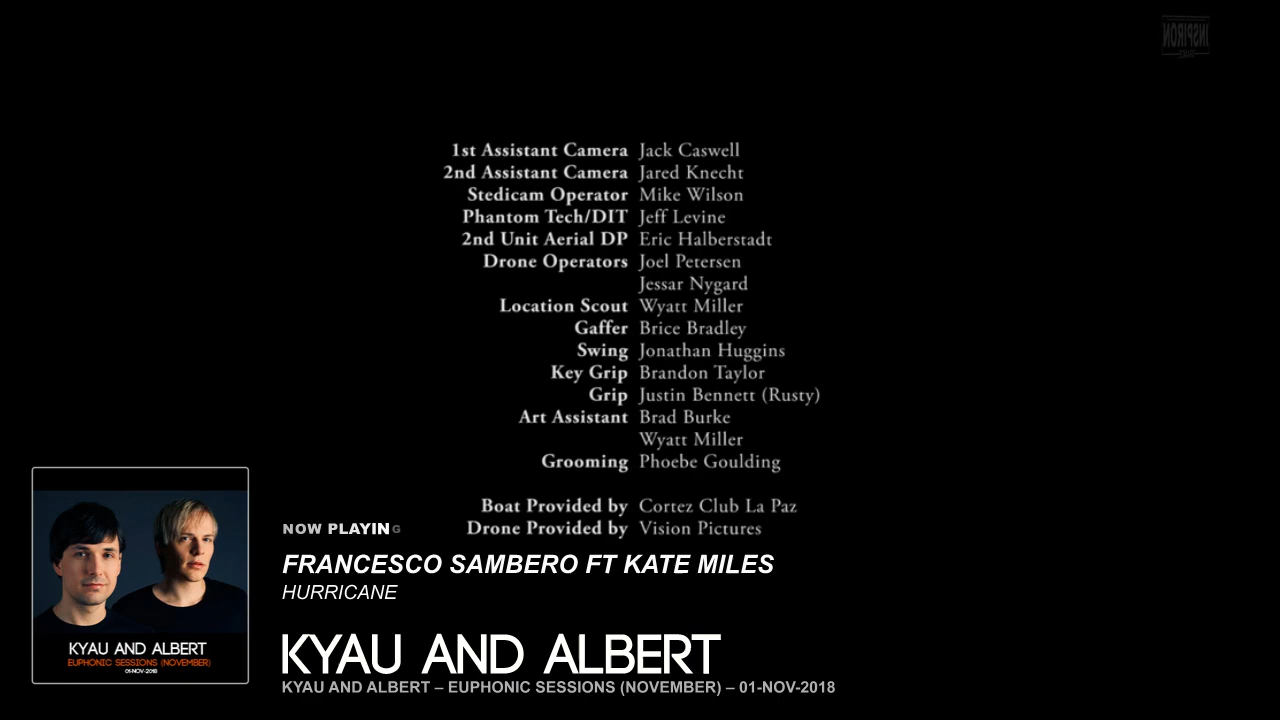 INSPIRON
1st Assistant Camera Jack Caswell
2nd Assistant Camera Jared Knecht
Stedicam Operator Mike Wilson
Phantom Tech/DIT Jeff Levine
2nd Unit Aerial DP Eric Halberstadt
Drone Operators Joel Petersen
Jessar Nygard
Location Scout Wyatt Miller
Gaffer Brice Bradley
Swing Jonathan Huggins
Key Grip Brandon Taylor
Grip Justin Bennett (Rusty)
Art Assistant Brad Burke
Wyatt Miller
Grooming Phoebe Goulding
Boat Provided by Cortez Club La Paz
Drone Provided by Vision Pictures
NOW PLAYING
FRANCESCO SAMBERO FT KATE MILES
HURRICANE
KYAU AND ALBERT
KYAU AND ALBERT – EUPHONIC SESSIONS (NOVEMBER) – 01-NOV-2018
KYAU AND ALBERT
EUPHONIC SESSIONS (NOVEMBER)
01-NOV-2018